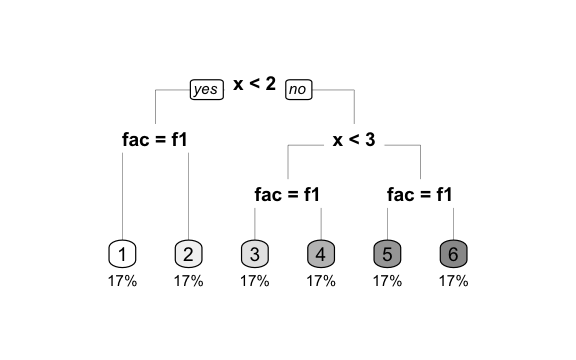 yes x < 2 no
fac = f1
x < 3
fac = f1 fac = f1
1 2 3 4 5 6
17% 17% 17% 17% 17% 17%